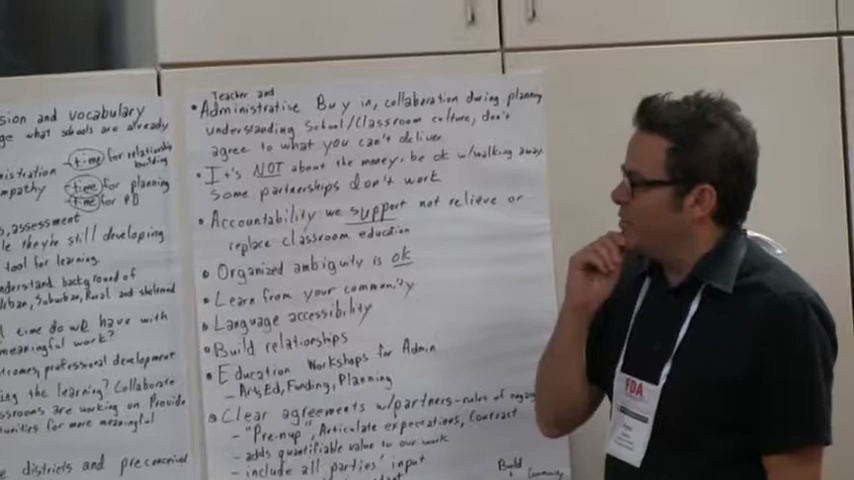 sion and vocabulary
ge what schools are already
nistration time for relationship
building
mpathy time for planning
time for PD
s, assessment
le they're still developing
tool for learning.
understand background of
Urban, Suburban, Rural and
time do we have with
meaningful work?
tcomes, professional development
ing the learning? Collaborate
ssrooms are working on Provide
unities for more meaningful
districts and preconceived
• Teacher and
Administrative Buy in, collaboration during planning
understanding School/Classroom culture, don't
agree to what you can't deliver.
• It's NOT about the money, be ok w/walking away
Some partnerships don't work
• Accountability, we support not relieve or
replace classroom education
• Organized ambiguity is ok
• Learn from your community
• Language accessibility
• Build relationships
• Education Workshops for Admin
- Arts Ed, Funding, Planning
• Clear agreements w/partners - rules of engag
- "Pre-nup", Articulate expectations, Contract
- adds quantifiable value to our work
- include all parties' input
Build Community
FDA